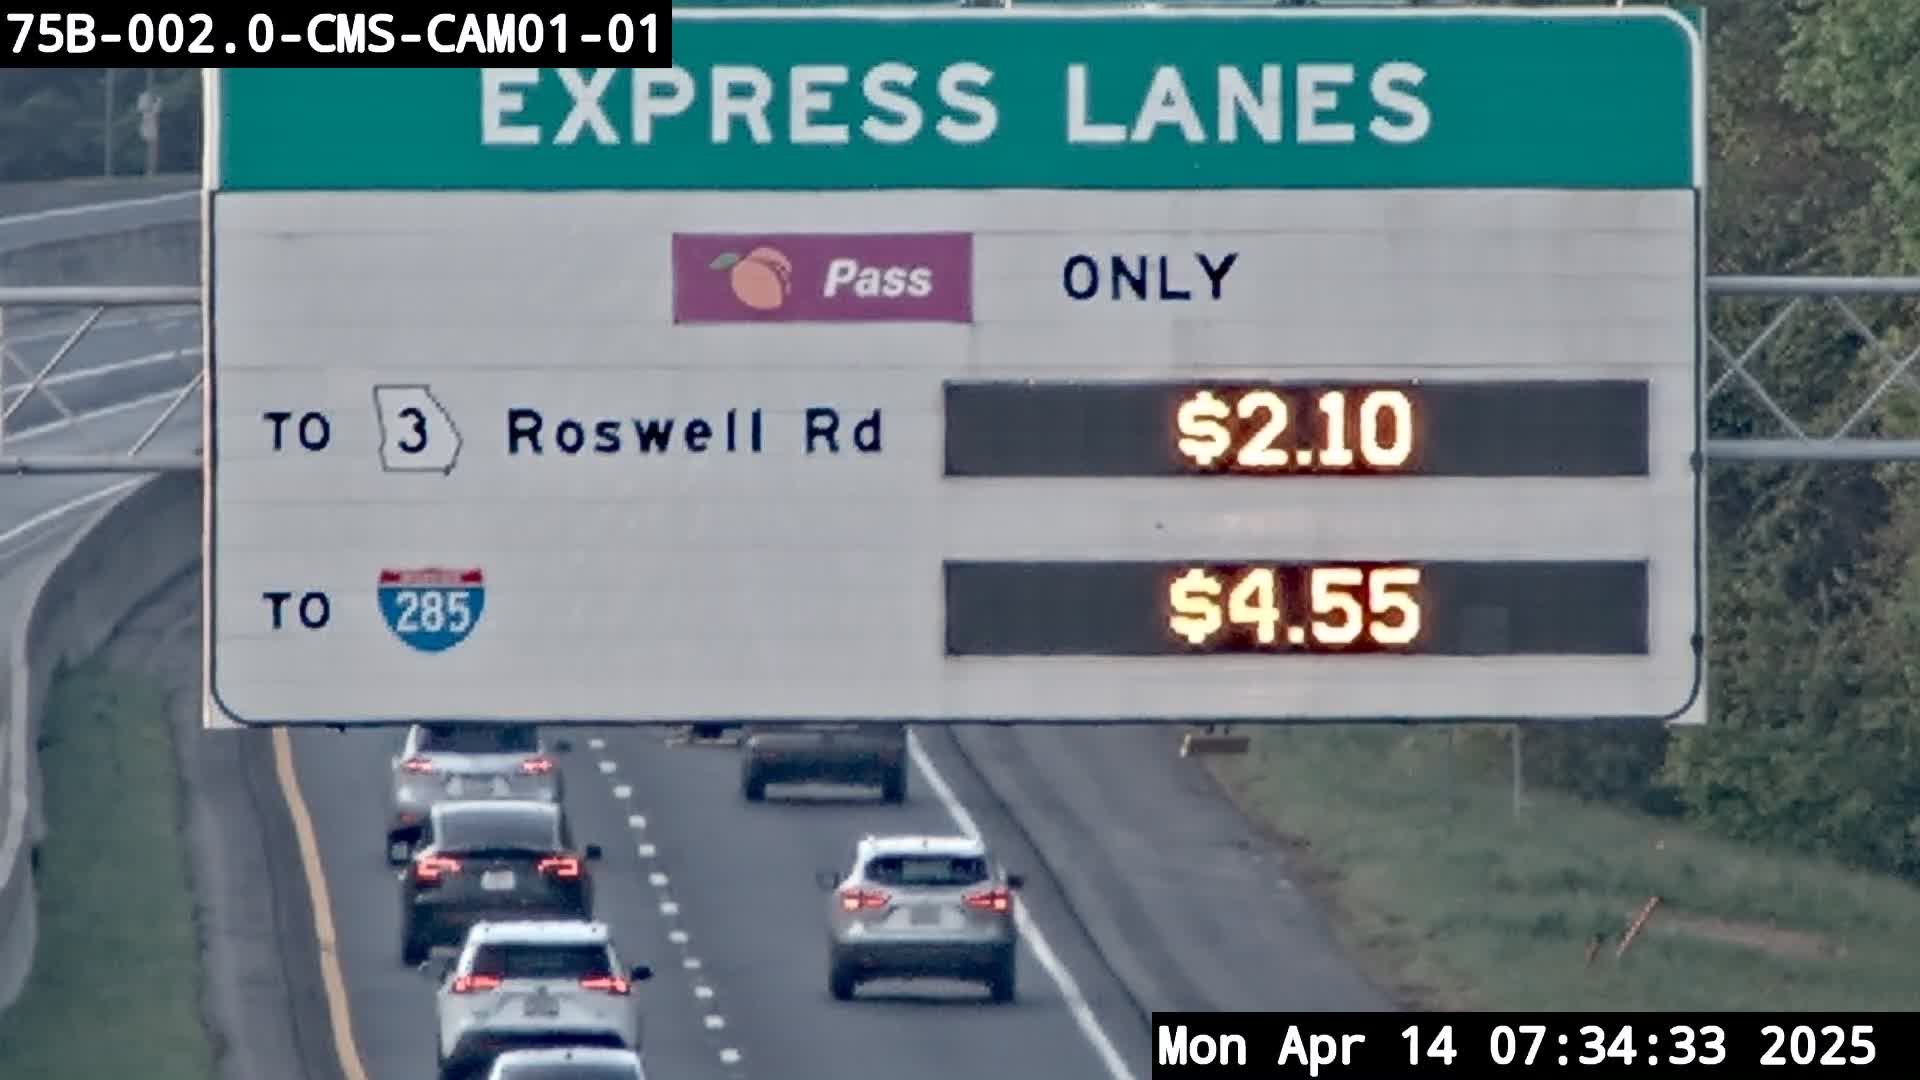 75B-002.0-CMS-CAM01-01
EXPRESS LANES
Pass ONLY
TO 3 Roswell Rd $2.10
TO 285 $4.55
Mon Apr 14 07:34:33 2025